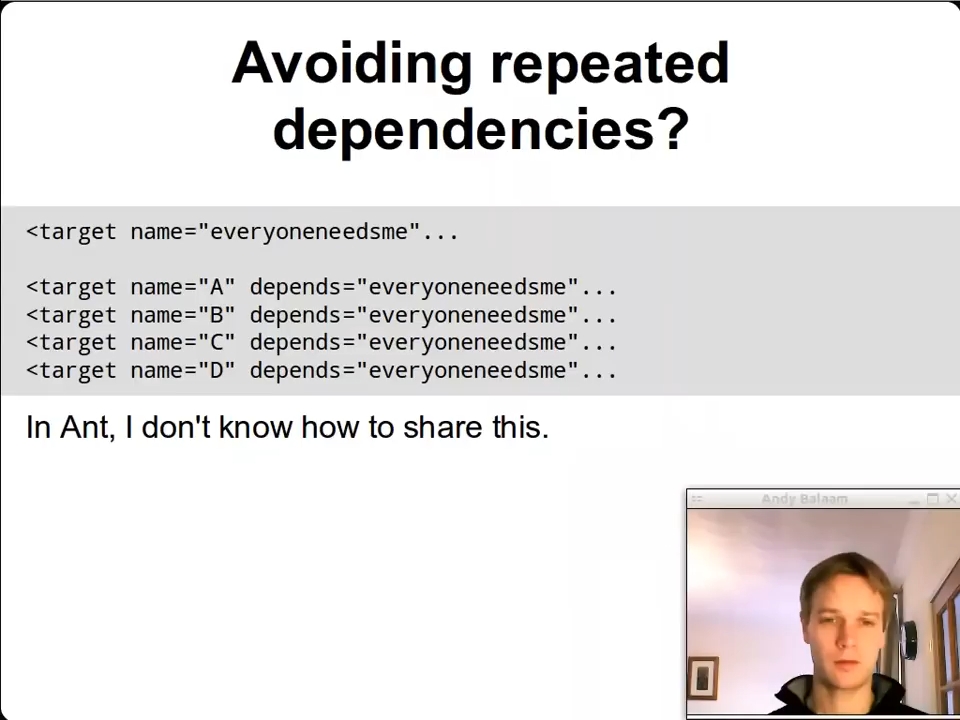 Avoiding repeated
dependencies?
<target name="everyoneneedsme"...
<target name="A" depends="everyoneneedsme"...
<target name="B" depends="everyoneneedsme"...
<target name="C" depends="everyoneneedsme"...
<target name="D" depends="everyoneneedsme"...
In Ant, I don't know how to share this.
Andy Balaam